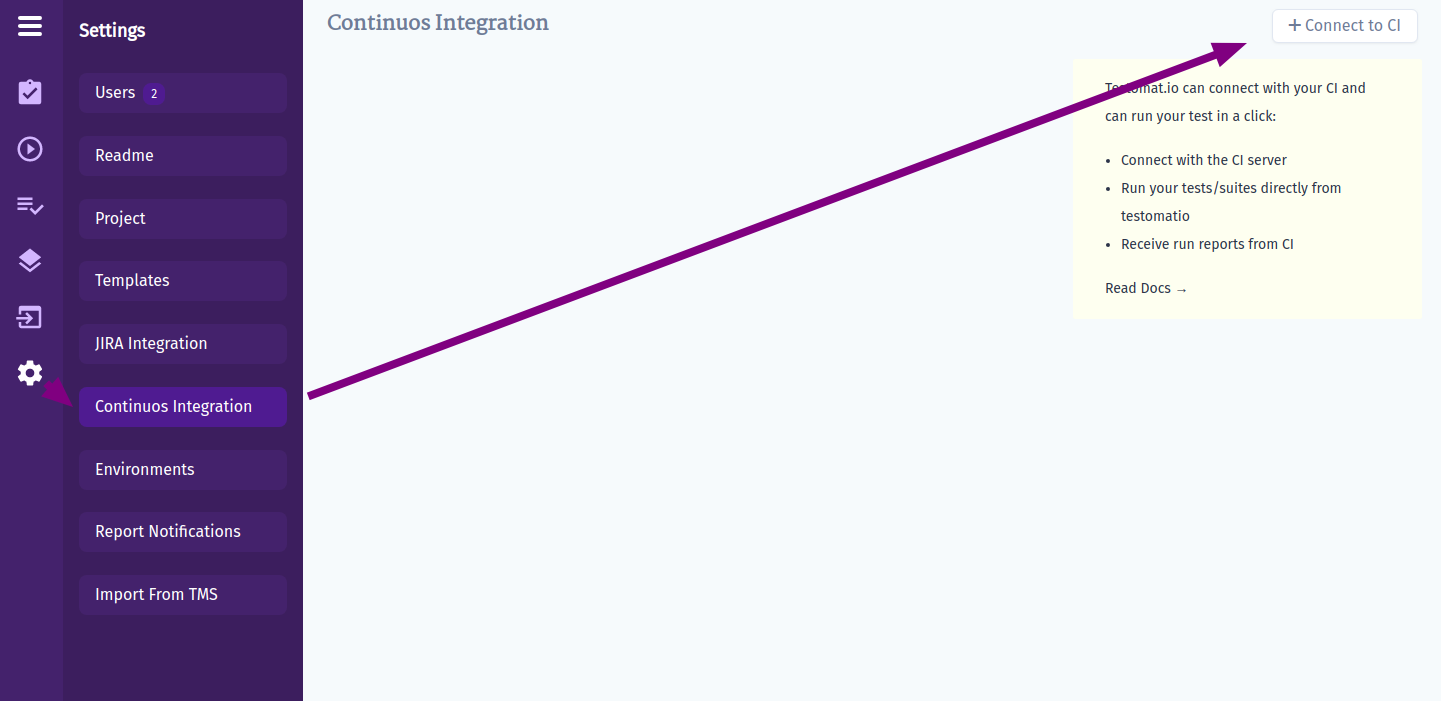 Settings
Users 2
Readme
Project
Templates
JIRA Integration
Continuos Integration
Environments
Report Notifications
Import From TMS
Continuos Integration
+ Connect to CI
Testomat.io can connect with your CI and
can run your test in a click:
• Connect with the CI server
• Run your tests/suites directly from
testomatio
• Receive run reports from CI
Read Docs →